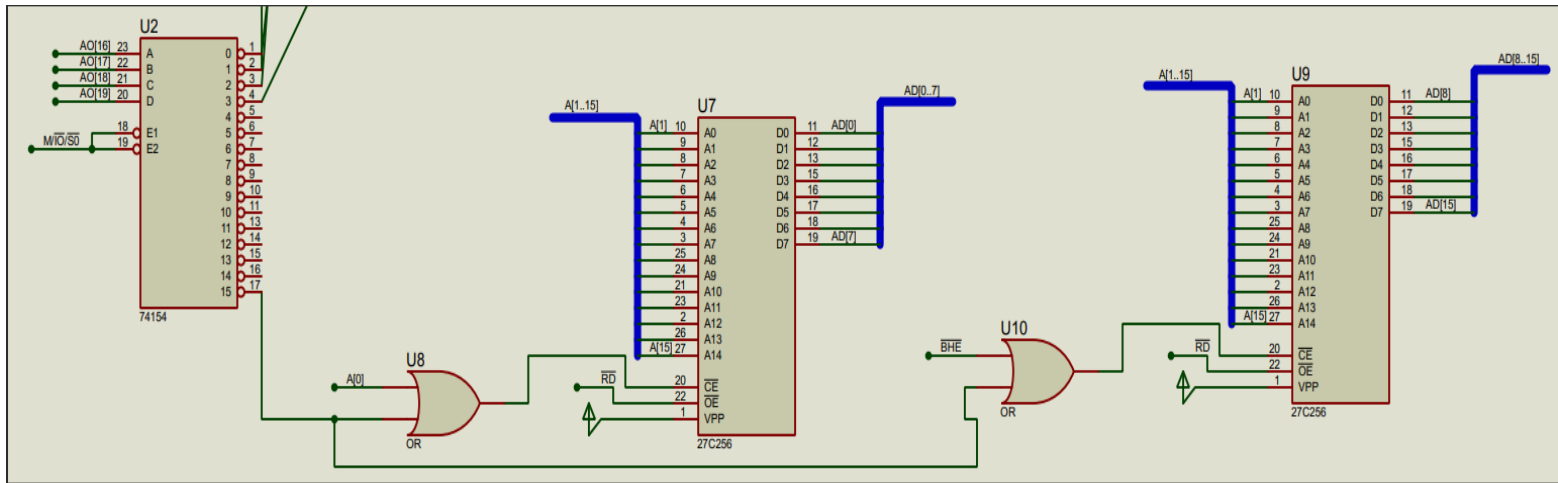 U2
AO[16] 23 A 0 1
AO[17] 22 B 1 2
AO[18] 21 C 2 3
AO[19] 20 D 3 4
4 5
18 E1 5 6
M/IO/S0 19 E2 6 7
7 8
8 9
9 10
10 11
11 13
12 14
13 15
14 16
15 17
74154
U7
A[1..15] AD[0..7]
A[1] 10 A0 D0 11 AD[0]
9 A1 D1 12
8 A2 D2 13
7 A3 D3 15
6 A4 D4 16
5 A5 D5 17
4 A6 D6 18
3 A7 D7 19 AD[7]
25 A8
24 A9
21 A10
23 A11
2 A12
26 A13
A[15] 27 A14
RD 20 CE
22 OE
1 VPP
27C256
U8
A[0]
OR
U10
BHE
OR
U9
A[1..15] AD[8..15]
A[1] 10 A0 D0 11 AD[8]
9 A1 D1 12
8 A2 D2 13
7 A3 D3 15
6 A4 D4 16
5 A5 D5 17
4 A6 D6 18
3 A7 D7 19 AD[15]
25 A8
24 A9
21 A10
23 A11
2 A12
26 A13
A[15] 27 A14
RD 20 CE
22 OE
1 VPP
27C256